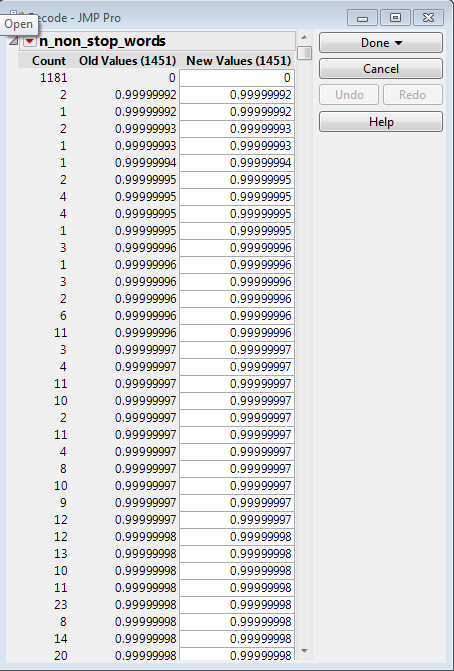 Recode - JMP Pro
Open
n_non_stop_words
Done
Count Old Values (1451) New Values (1451)
Cancel
1181 0 0
2 0.99999992 0.99999992
Undo Redo
1 0.99999992 0.99999992
2 0.99999993 0.99999993
Help
1 0.99999993 0.99999993
1 0.99999994 0.99999994
2 0.99999995 0.99999995
4 0.99999995 0.99999995
4 0.99999995 0.99999995
1 0.99999995 0.99999995
3 0.99999996 0.99999996
1 0.99999996 0.99999996
3 0.99999996 0.99999996
2 0.99999996 0.99999996
6 0.99999996 0.99999996
11 0.99999996 0.99999996
3 0.99999997 0.99999997
4 0.99999997 0.99999997
11 0.99999997 0.99999997
10 0.99999997 0.99999997
2 0.99999997 0.99999997
11 0.99999997 0.99999997
4 0.99999997 0.99999997
8 0.99999997 0.99999997
10 0.99999997 0.99999997
9 0.99999997 0.99999997
12 0.99999997 0.99999997
12 0.99999998 0.99999998
13 0.99999998 0.99999998
10 0.99999998 0.99999998
11 0.99999998 0.99999998
23 0.99999998 0.99999998
8 0.99999998 0.99999998
14 0.99999998 0.99999998
20 0.99999998 0.99999998